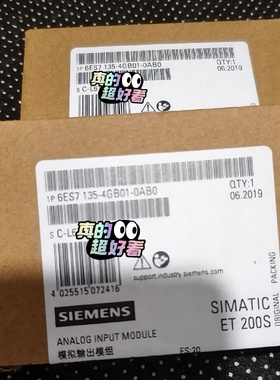 1P 6ES7 135-4GB01-0AB0
QTY:1
06.2019
真的
超好看
S C-L
1P 6ES7 135-4GB01-0AB0
QTY:1
06.2019
真的
超好看
S C-L
support.industry.siemens.com
4 025515 072416
SIEMENS
SIMATIC
ET 200S
ORIGINAL PACKING
ANALOG INPUT MODULE
模拟输出模组
ES:20